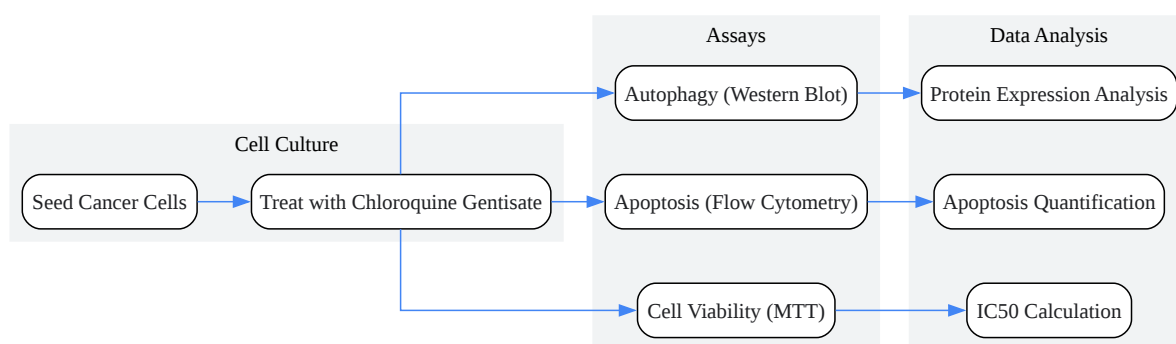 Cell Culture
Seed Cancer Cells
Treat with Chloroquine Gentisate
Assays
Autophagy (Western Blot)
Apoptosis (Flow Cytometry)
Cell Viability (MTT)
Data Analysis
Protein Expression Analysis
Apoptosis Quantification
IC50 Calculation